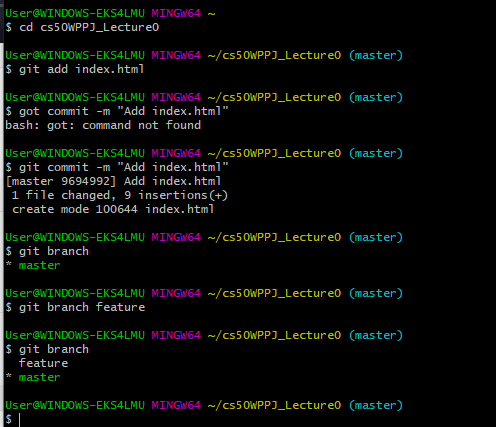 User@WINDOWS-EKS4LMU MINGW64 ~
$ cd cs50WPPJ_Lecture0
User@WINDOWS-EKS4LMU MINGW64 ~/cs50WPPJ_Lecture0 (master)
$ git add index.html
User@WINDOWS-EKS4LMU MINGW64 ~/cs50WPPJ_Lecture0 (master)
$ got commit -m "Add index.html"
bash: got: command not found
User@WINDOWS-EKS4LMU MINGW64 ~/cs50WPPJ_Lecture0 (master)
$ git commit -m "Add index.html"
[master 9694992] Add index.html
1 file changed, 9 insertions(+)
create mode 100644 index.html
User@WINDOWS-EKS4LMU MINGW64 ~/cs50WPPJ_Lecture0 (master)
$ git branch
* master
User@WINDOWS-EKS4LMU MINGW64 ~/cs50WPPJ_Lecture0 (master)
$ git branch feature
User@WINDOWS-EKS4LMU MINGW64 ~/cs50WPPJ_Lecture0 (master)
$ git branch
feature
* master
User@WINDOWS-EKS4LMU MINGW64 ~/cs50WPPJ_Lecture0 (master)
$